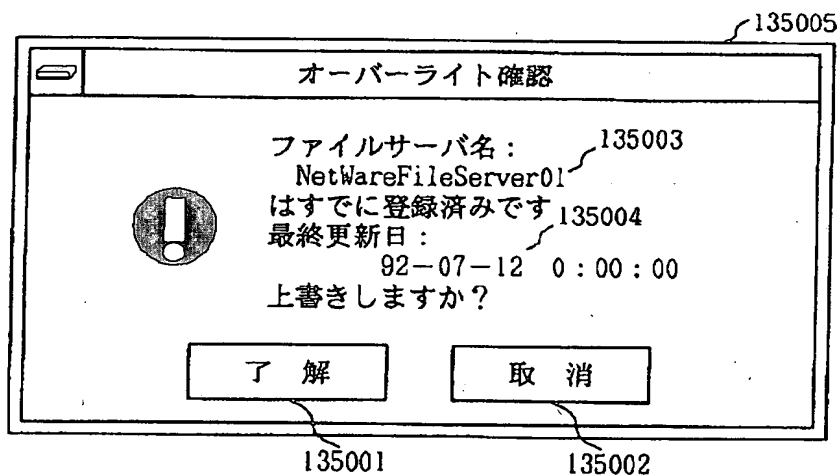 135005
オーバーライト確認
ファイルサーバ名：
135003
NetWareFileServer01
はすでに登録済みです
135004
最終更新日：
92－07－12　0：00：00
上書きしますか？
了　解
取　消
135001
135002